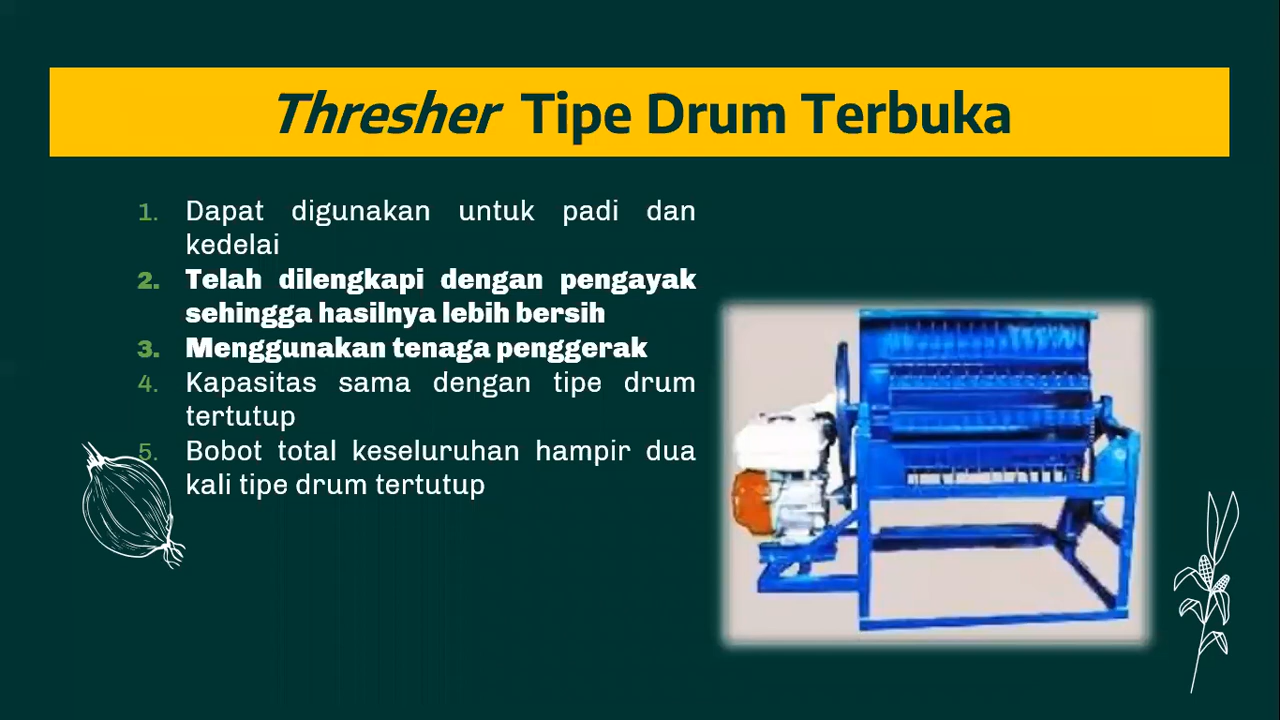 Thresher Tipe Drum Terbuka
1. Dapat digunakan untuk padi dan
kedelai
2. Telah dilengkapi dengan pengayak
sehingga hasilnya lebih bersih
3. Menggunakan tenaga penggerak
4. Kapasitas sama dengan tipe drum
tertutup
5. Bobot total keseluruhan hampir dua
kali tipe drum tertutup